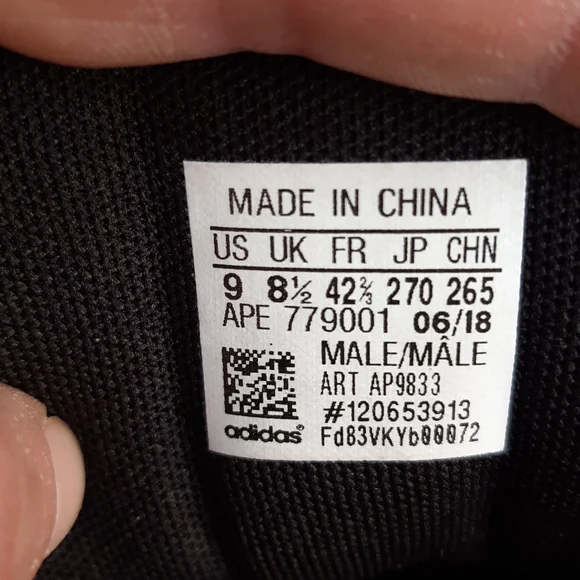 MADE IN CHINA
US UK FR JP CHN
9 8½ 42⅔ 270 265
APE 779001 06/18
MALE/MÂLE
ART AP9833
#120653913
adidas® Fd83VKYb00072